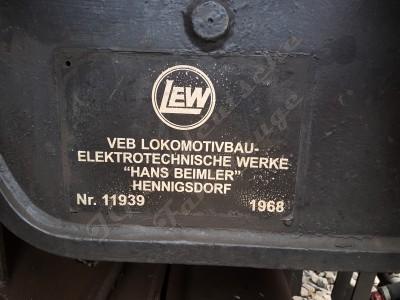 LEW
VEB LOKOMOTIVBAU-
ELEKTROTECHNISCHE WERKE
"HANS BEIMLER"
HENNIGSDORF
Nr. 11939 1968